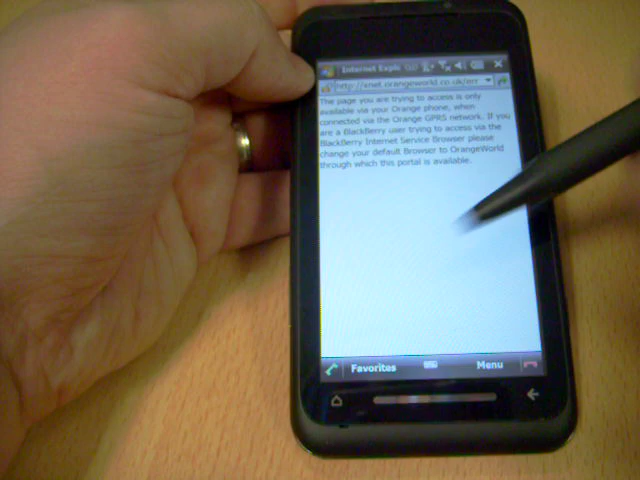 Internet Explo
http://xnet.orangeworld.co.uk/err
The page you are trying to access is only
available via your Orange phone, when
connected via the Orange GPRS network. If you
are a BlackBerry user trying to access via the
BlackBerry Internet Service Browser please
change your default Browser to OrangeWorld
through which this portal is available.
Favorites Menu